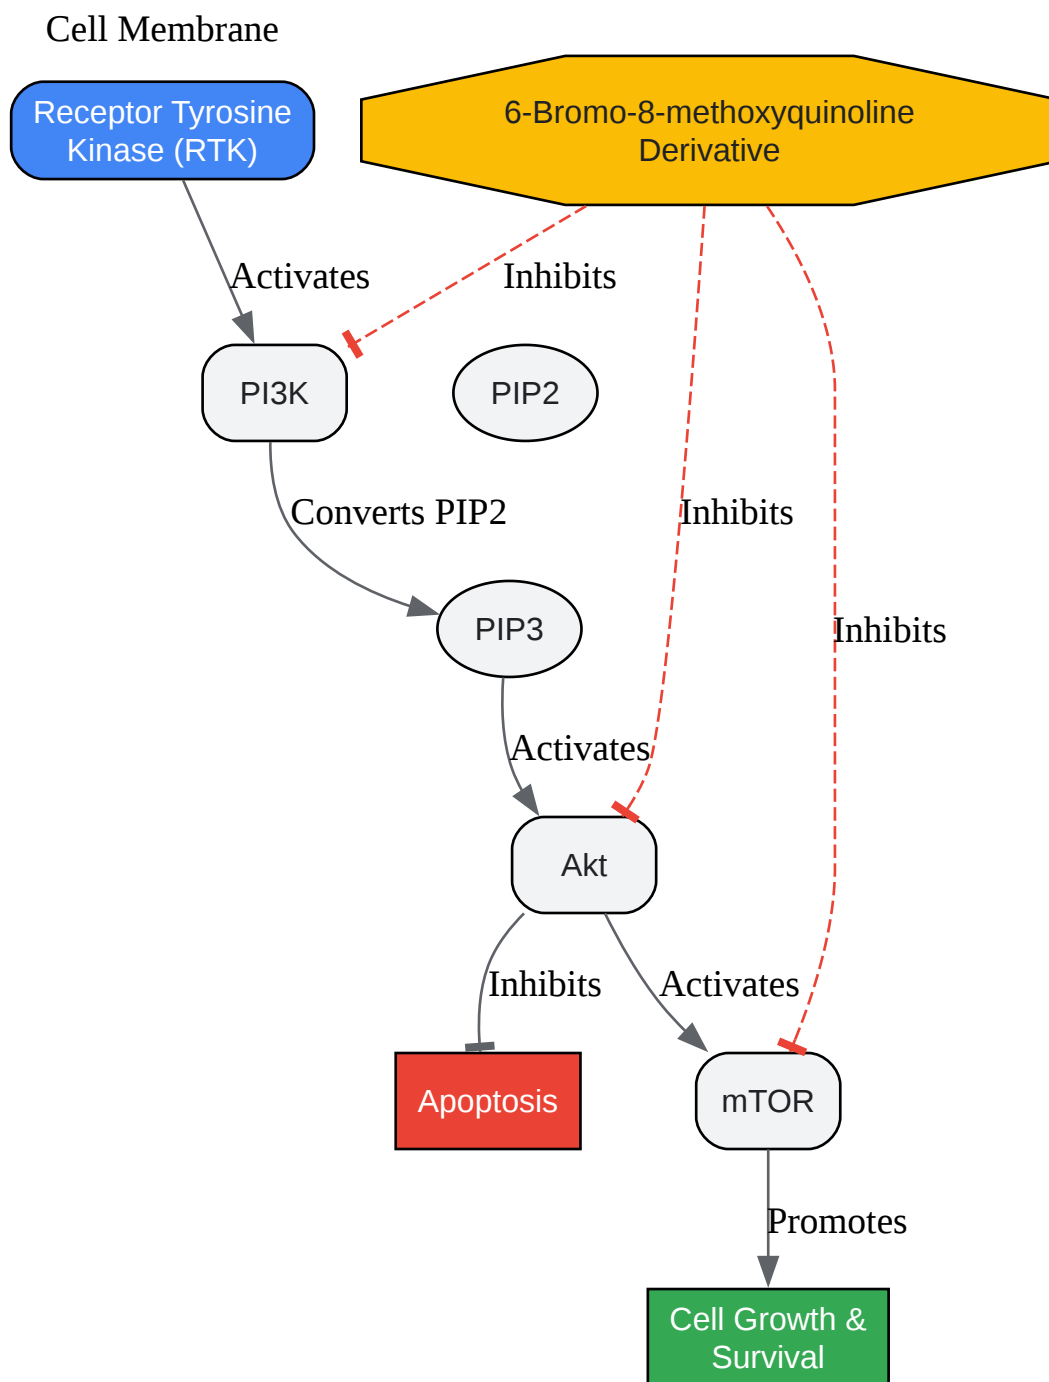 Cell Membrane
Receptor Tyrosine
Kinase (RTK)
6-Bromo-8-methoxyquinoline
Derivative
Activates
Inhibits
PI3K
PIP2
Converts PIP2
Inhibits
PIP3
Inhibits
Activates
Akt
Inhibits
Activates
Apoptosis
mTOR
Promotes
Cell Growth &
Survival